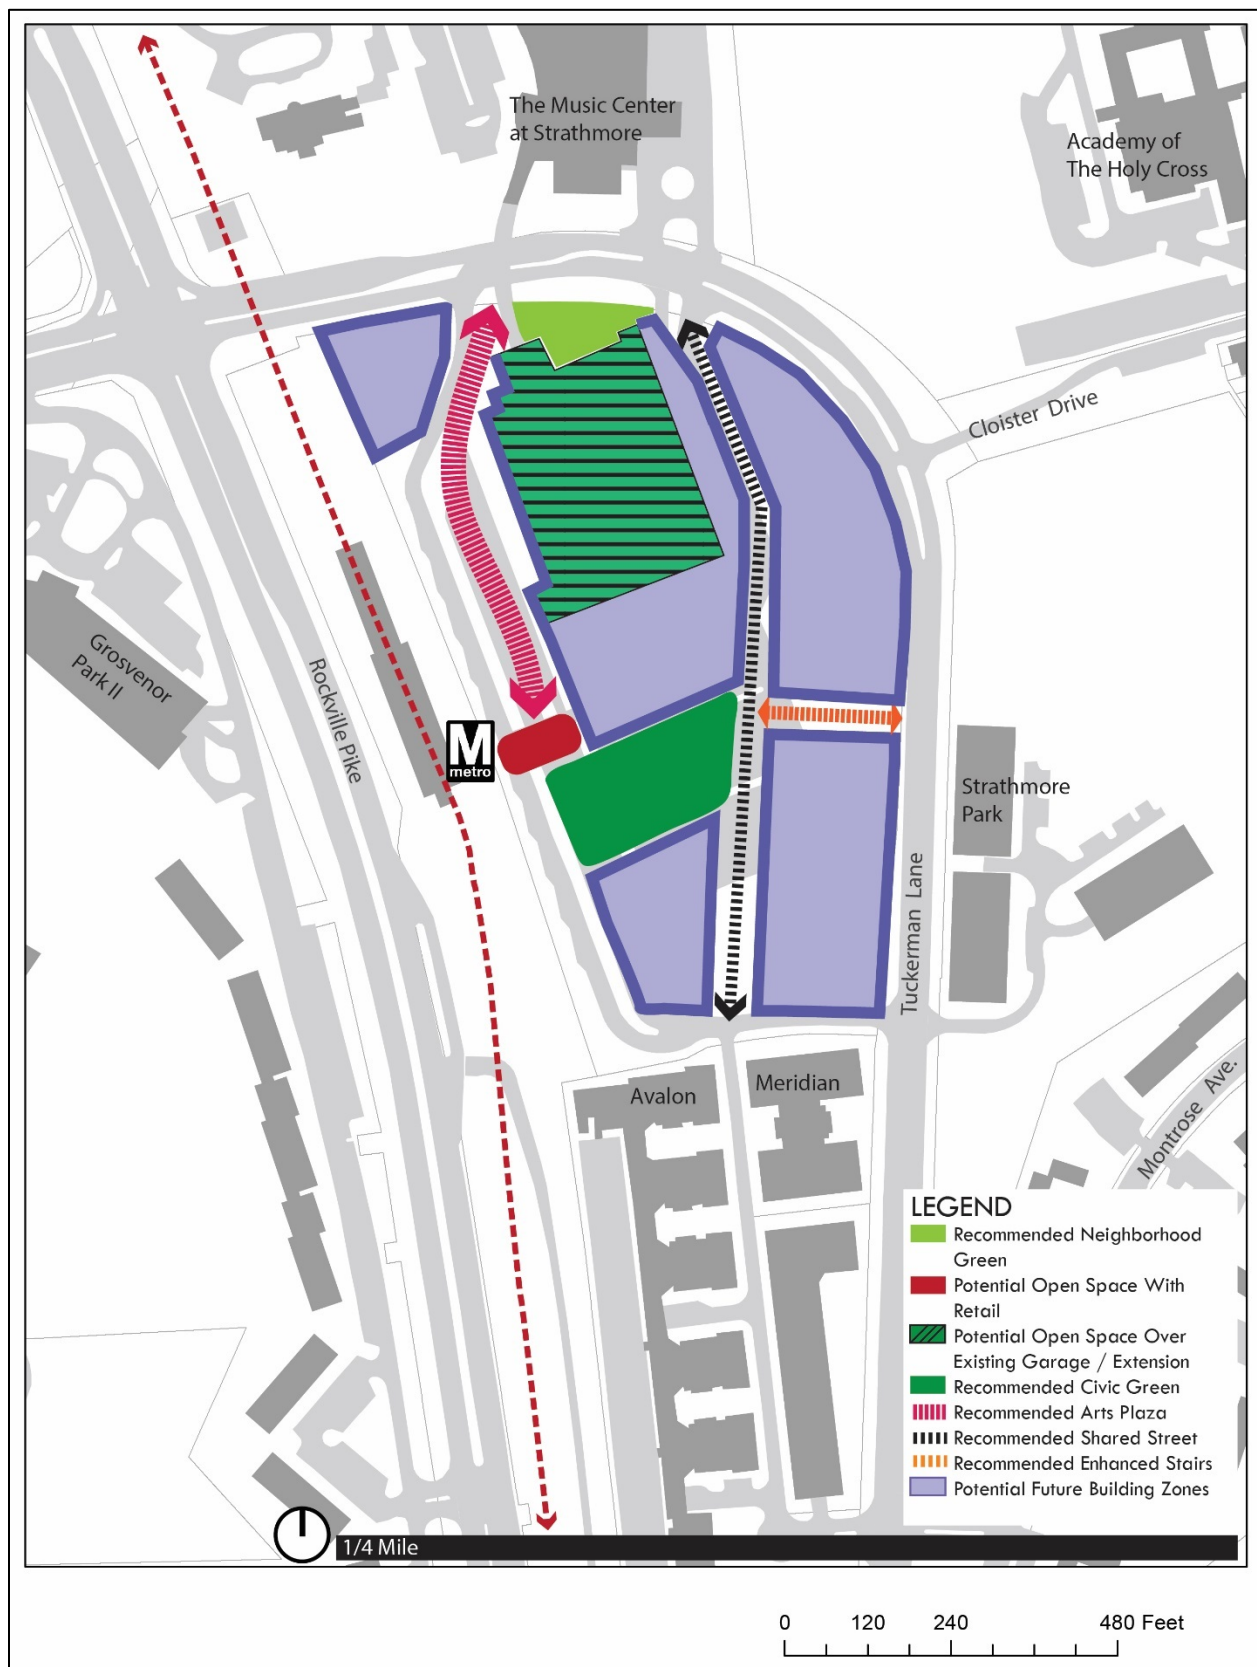 The Music Center
at Strathmore
Academy of
The Holy Cross
Cloister Drive
Grosvenor
Park II
Rockville Pike
M
metro
Strathmore
Park
Tuckerman Lane
Avalon
Meridian
Montrose Ave.
LEGEND
Recommended Neighborhood
Green
Potential Open Space With
Retail
Potential Open Space Over
Existing Garage / Extension
Recommended Civic Green
Recommended Arts Plaza
Recommended Shared Street
Recommended Enhanced Stairs
Potential Future Building Zones
1/4 Mile
0 120 240 480 Feet